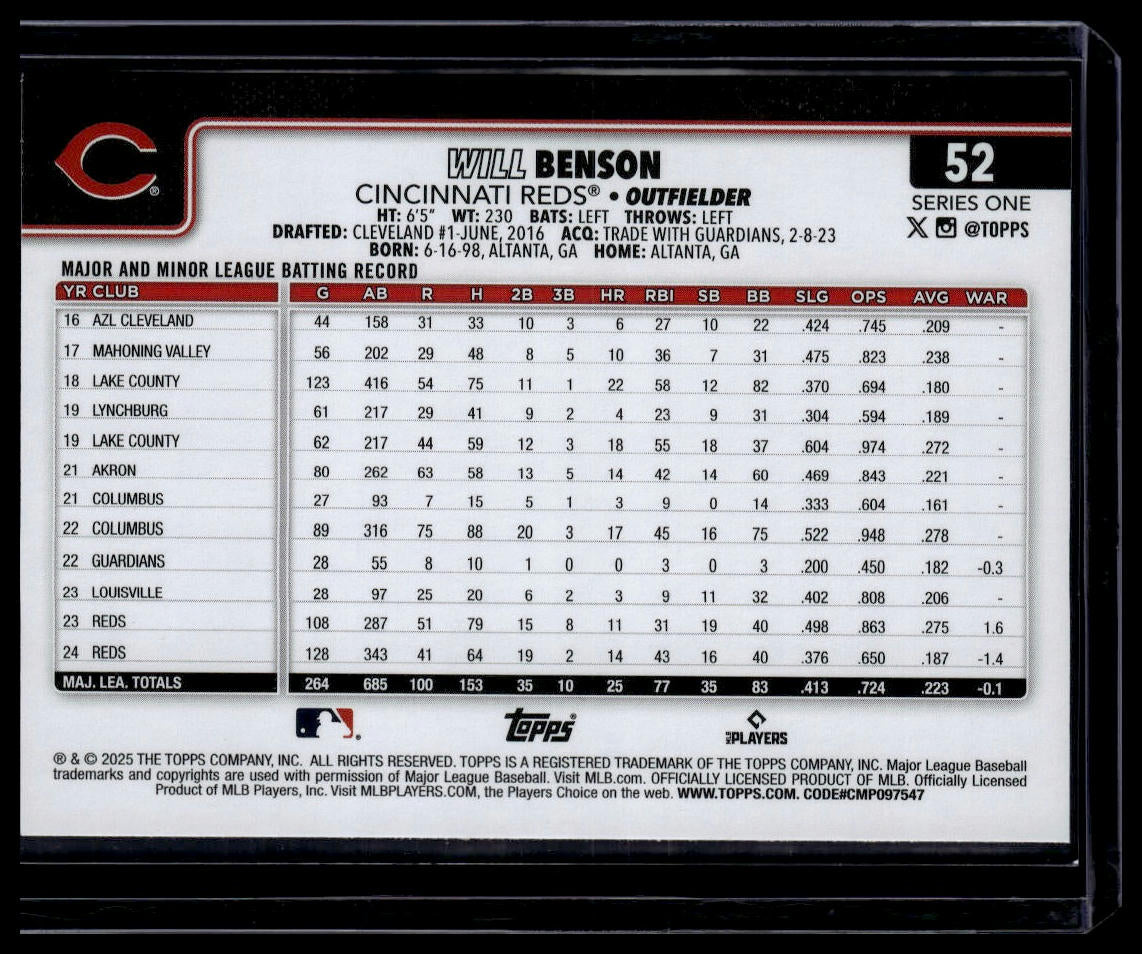 WILL BENSON
52
CINCINNATI REDS® • OUTFIELDER
SERIES ONE
HT: 6'5" WT: 230 BATS: LEFT THROWS: LEFT
@TOPPS
DRAFTED: CLEVELAND #1-JUNE, 2016 ACQ: TRADE WITH GUARDIANS, 2-8-23
BORN: 6-16-98, ALTANTA, GA HOME: ALTANTA, GA
MAJOR AND MINOR LEAGUE BATTING RECORD
YR CLUB G AB R H 2B 3B HR RBI SB BB SLG OPS AVG WAR
16 AZL CLEVELAND 44 158 31 33 10 3 6 27 10 22 .424 .745 .209 -
17 MAHONING VALLEY 56 202 29 48 8 5 10 36 7 31 .475 .823 .238 -
18 LAKE COUNTY 123 416 54 75 11 1 22 58 12 82 .370 .694 .180 -
19 LYNCHBURG 61 217 29 41 9 2 4 23 9 31 .304 .594 .189 -
19 LAKE COUNTY 62 217 44 59 12 3 18 55 18 37 .604 .974 .272 -
21 AKRON 80 262 63 58 13 5 14 42 14 60 .469 .843 .221 -
21 COLUMBUS 27 93 7 15 5 1 3 9 0 14 .333 .604 .161 -
22 COLUMBUS 89 316 75 88 20 3 17 45 16 75 .522 .948 .278 -
22 GUARDIANS 28 55 8 10 1 0 0 3 0 3 .200 .450 .182 -0.3
23 LOUISVILLE 28 97 25 20 6 2 3 9 11 32 .402 .808 .206 -
23 REDS 108 287 51 79 15 8 11 31 19 40 .498 .863 .275 1.6
24 REDS 128 343 41 64 19 2 14 43 16 40 .376 .650 .187 -1.4
MAJ. LEA. TOTALS 264 685 100 153 35 10 25 77 35 83 .413 .724 .223 -0.1
topps® PLAYERS
® & © 2025 THE TOPPS COMPANY, INC. ALL RIGHTS RESERVED. TOPPS IS A REGISTERED TRADEMARK OF THE TOPPS COMPANY, INC. Major League Baseball
trademarks and copyrights are used with permission of Major League Baseball. Visit MLB.com. OFFICIALLY LICENSED PRODUCT OF MLB. Officially Licensed
Product of MLB Players, Inc. Visit MLBPLAYERS.COM, the Players Choice on the web. WWW.TOPPS.COM. CODE#CMP097547